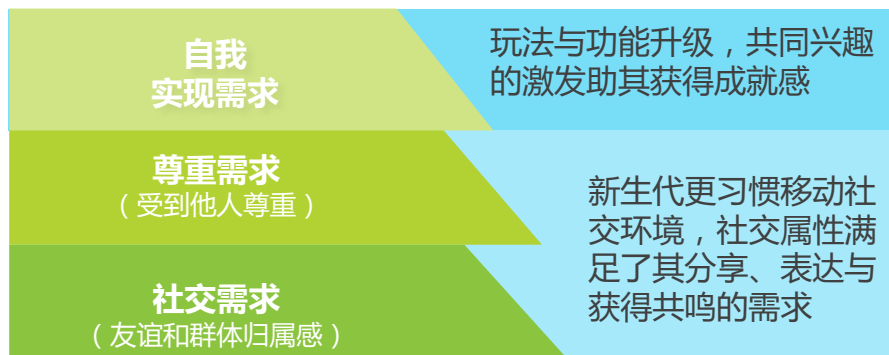 自我
实现需求
玩法与功能升级，共同兴趣
的激发助其获得成就感
尊重需求
（受到他人尊重）
社交需求
（友谊和群体归属感）
新生代更习惯移动社
交环境，社交属性满
足了其分享、表达与
获得共鸣的需求